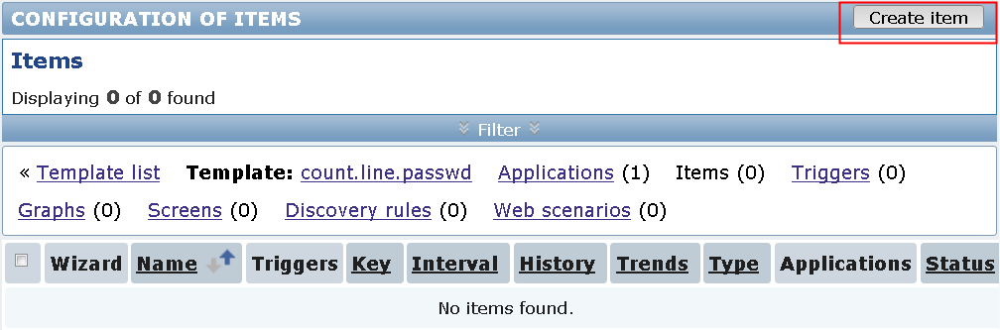 CONFIGURATION OF ITEMS Create item
Items
Displaying 0 of 0 found
Filter
« Template list Template: count.line.passwd Applications (1) Items (0) Triggers (0)
Graphs (0) Screens (0) Discovery rules (0) Web scenarios (0)
Wizard Name Triggers Key Interval History Trends Type Applications Status
No items found.